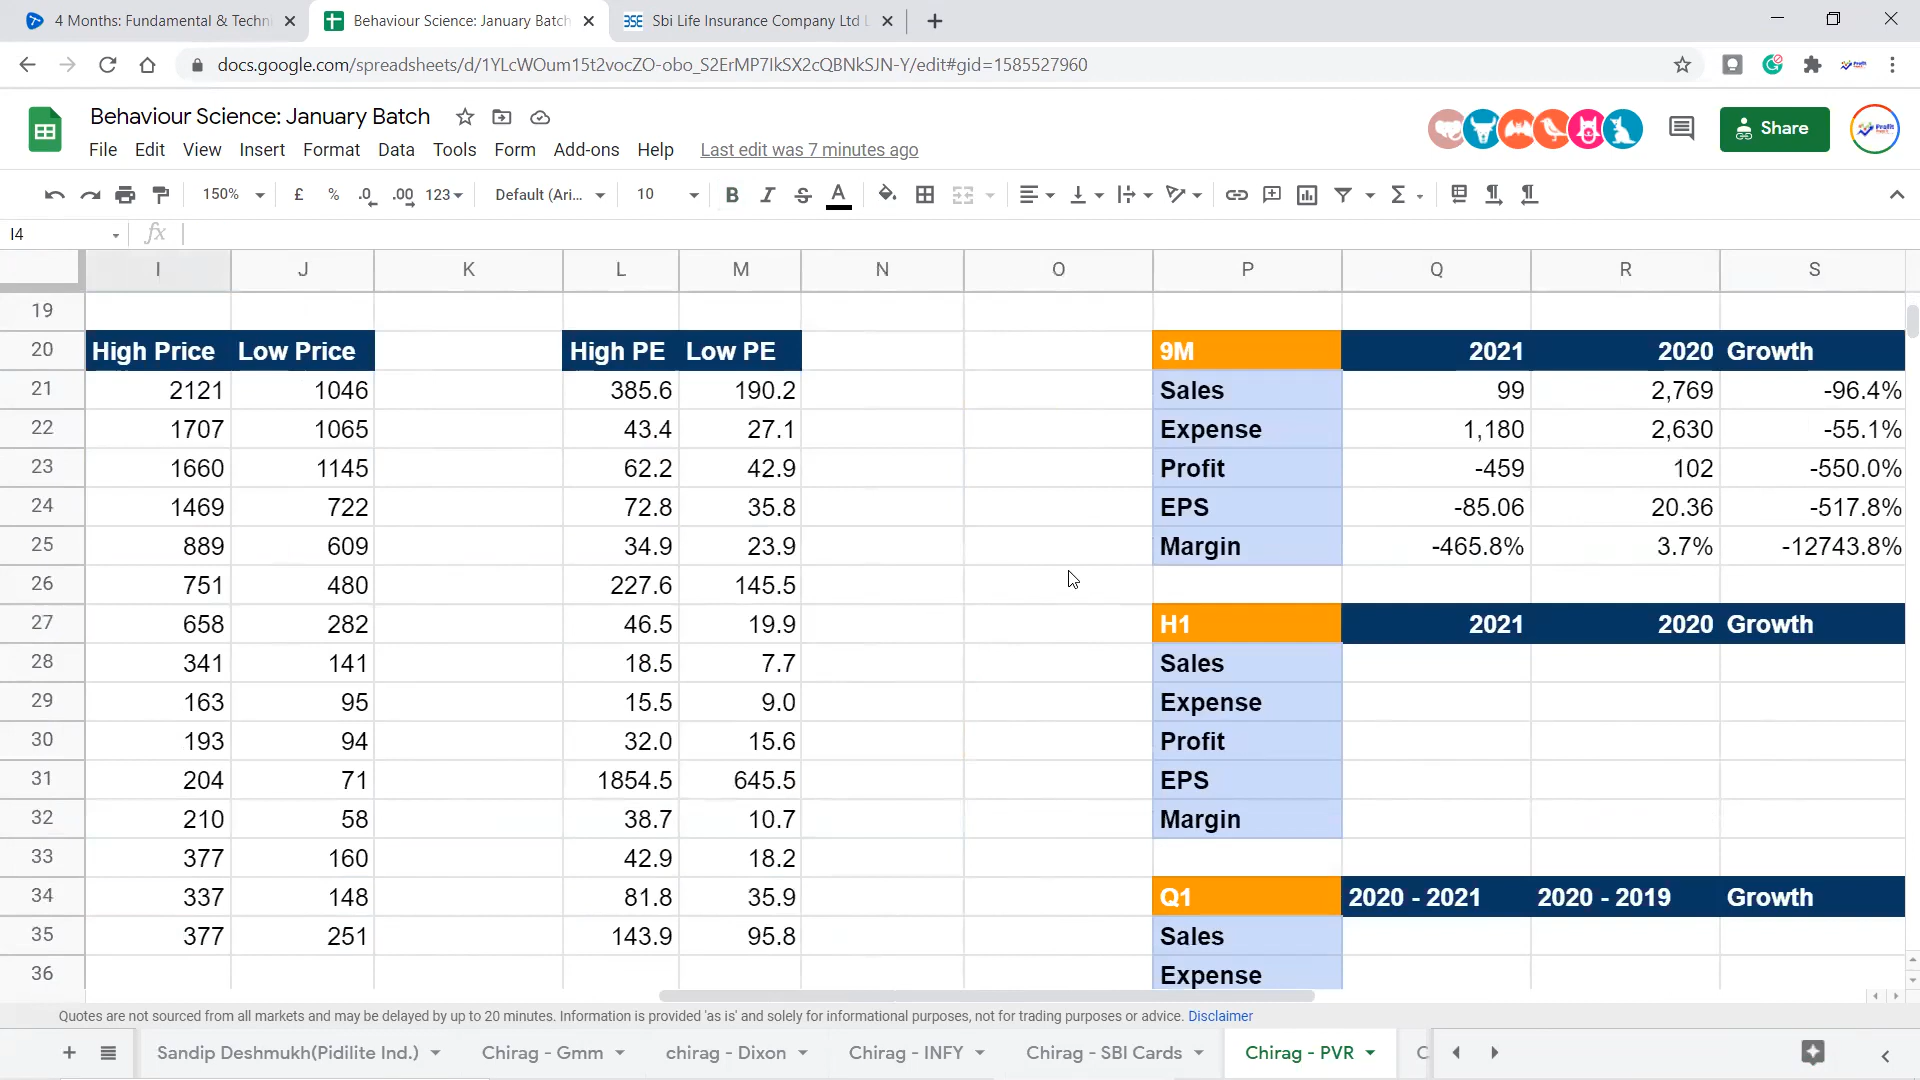 4 Months: Fundamental & Techni
Behaviour Science: January Batch
BSE Sbi Life Insurance Company Ltd L
docs.google.com/spreadsheets/d/1YLcWOum15t2vocZO-obo_S2ErMP7IkSX2cQBNkSJN-Y/edit#gid=1585527960
Behaviour Science: January Batch
Share
File Edit View Insert Format Data Tools Form Add-ons Help Last edit was 7 minutes ago
150% £ % .0 .00 123 Default (Ari... 10 B I S A
I4 fx
I J K L M N O P Q R S
19
20 High Price Low Price High PE Low PE 9M 2021 2020 Growth
21 2121 1046 385.6 190.2 Sales 99 2,769 -96.4%
22 1707 1065 43.4 27.1 Expense 1,180 2,630 -55.1%
23 1660 1145 62.2 42.9 Profit -459 102 -550.0%
24 1469 722 72.8 35.8 EPS -85.06 20.36 -517.8%
25 889 609 34.9 23.9 Margin -465.8% 3.7% -12743.8%
26 751 480 227.6 145.5
27 658 282 46.5 19.9 H1 2021 2020 Growth
28 341 141 18.5 7.7 Sales
29 163 95 15.5 9.0 Expense
30 193 94 32.0 15.6 Profit
31 204 71 1854.5 645.5 EPS
32 210 58 38.7 10.7 Margin
33 377 160 42.9 18.2
34 337 148 81.8 35.9 Q1 2020 - 2021 2020 - 2019 Growth
35 377 251 143.9 95.8 Sales
36 Expense
Quotes are not sourced from all markets and may be delayed by up to 20 minutes. Information is provided 'as is' and solely for informational purposes, not for trading purposes or advice. Disclaimer
Sandip Deshmukh(Pidilite Ind.) Chirag - Gmm chirag - Dixon Chirag - INFY Chirag - SBI Cards Chirag - PVR C